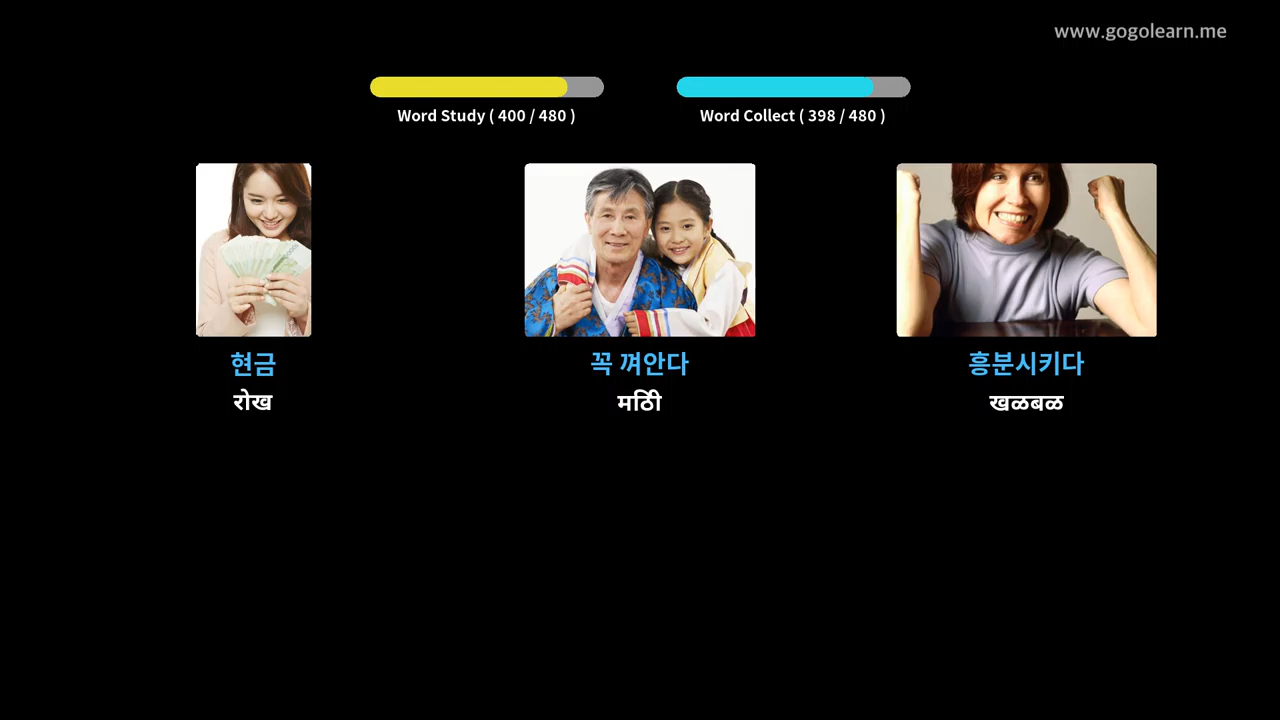 www.gogolearn.me
Word Study ( 400 / 480 )
Word Collect ( 398 / 480 )
현금
꼭 껴안다
흥분시키다
रोख
मिठी
खळबळ